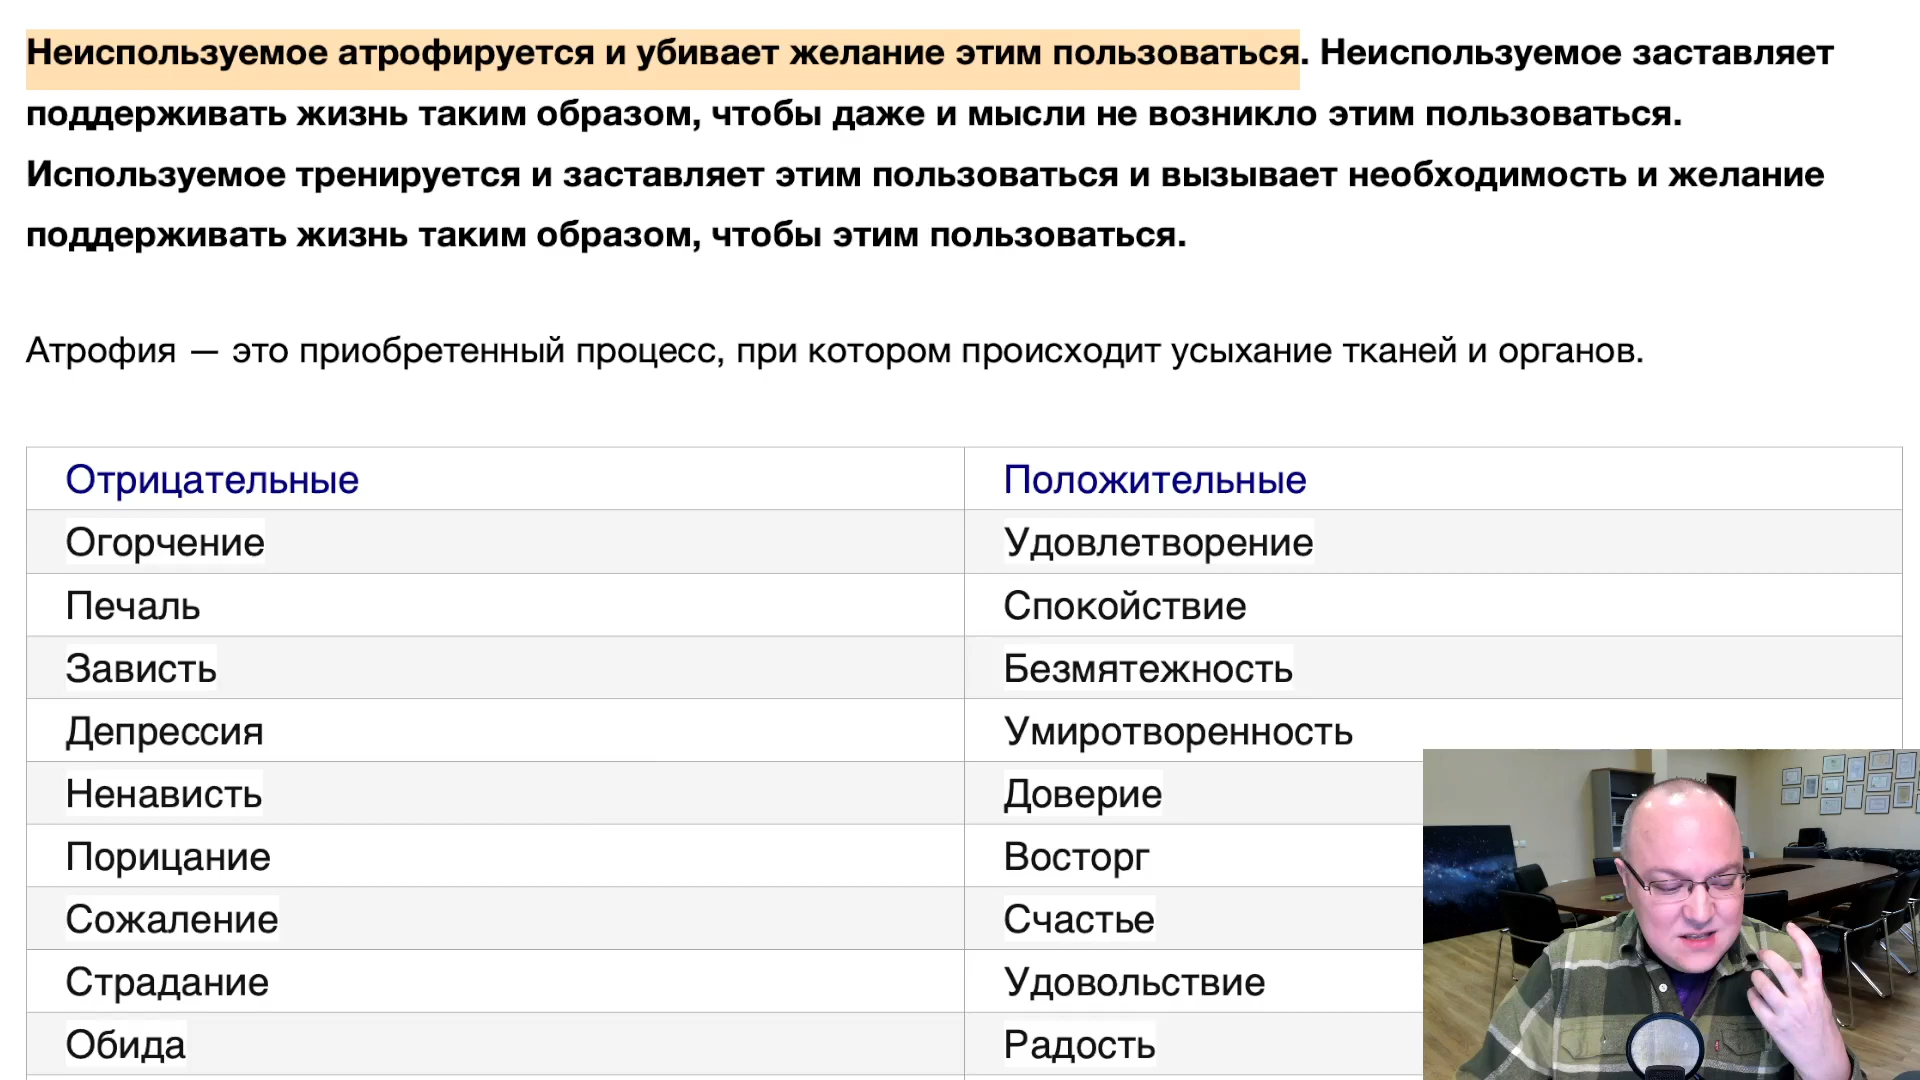 Неиспользуемое атрофируется и убивает желание этим пользоваться. Неиспользуемое заставляет
поддерживать жизнь таким образом, чтобы даже и мысли не возникло этим пользоваться.
Используемое тренируется и заставляет этим пользоваться и вызывает необходимость и желание
поддерживать жизнь таким образом, чтобы этим пользоваться.
Атрофия — это приобретенный процесс, при котором происходит усыхание тканей и органов.
Отрицательные Положительные
Огорчение Удовлетворение
Печаль Спокойствие
Зависть Безмятежность
Депрессия Умиротворенность
Ненависть Доверие
Порицание Восторг
Сожаление Счастье
Страдание Удовольствие
Обида Радость